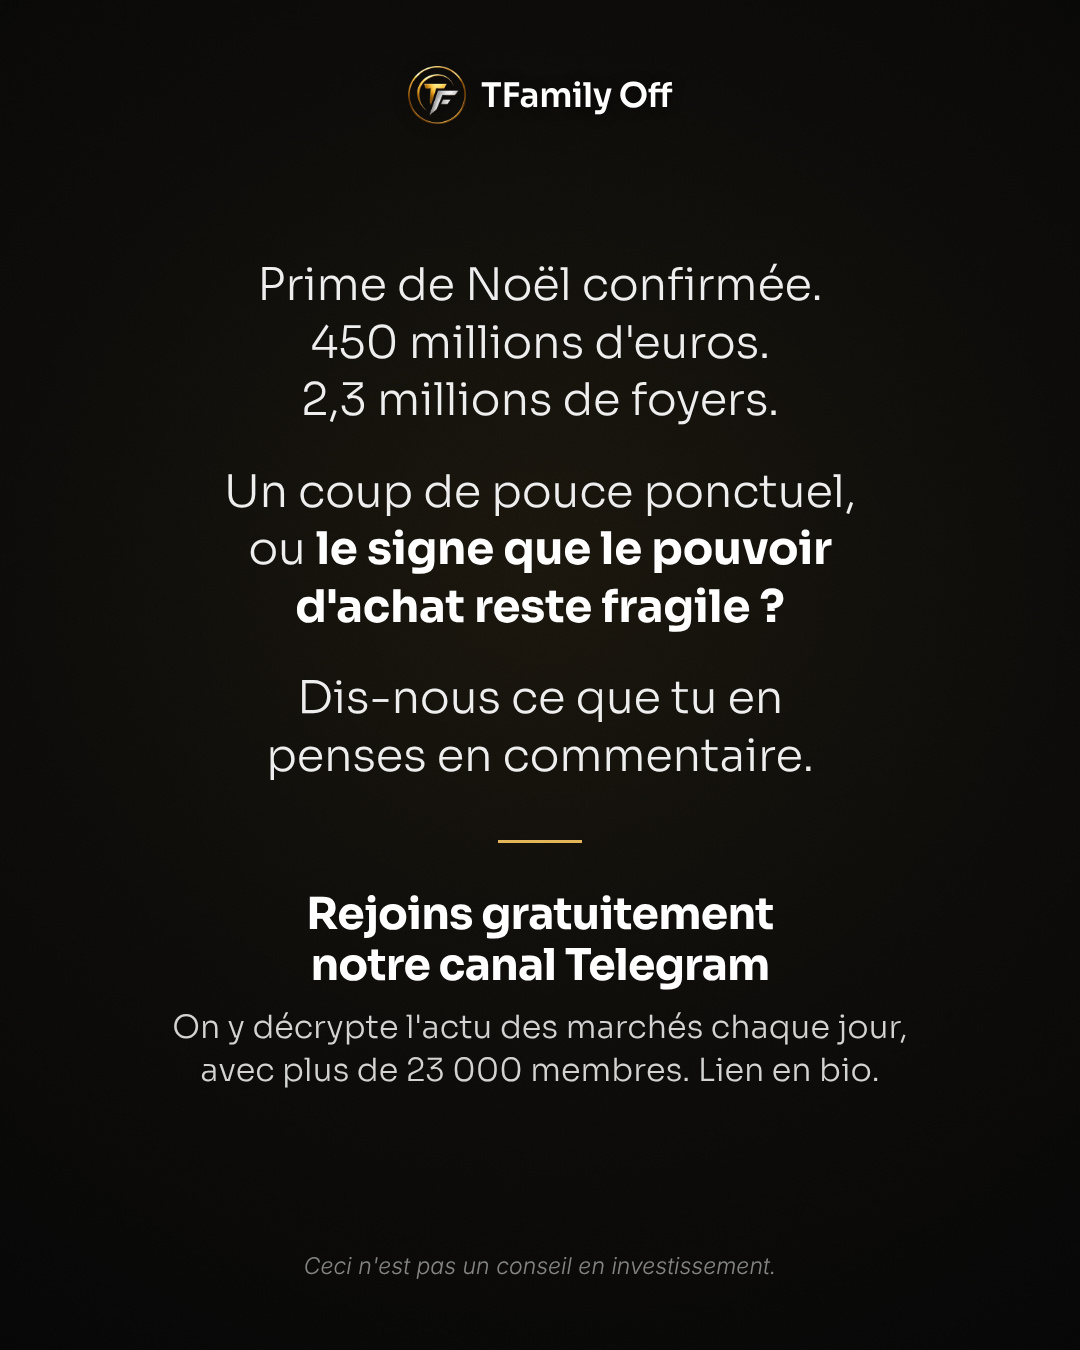 TF TFamily Off
Prime de Noël confirmée.
450 millions d'euros.
2,3 millions de foyers.
Un coup de pouce ponctuel,
ou le signe que le pouvoir
d'achat reste fragile ?
Dis-nous ce que tu en
penses en commentaire.
Rejoins gratuitement
notre canal Telegram
On y décrypte l'actu des marchés chaque jour,
avec plus de 23 000 membres. Lien en bio.
Ceci n'est pas un conseil en investissement.